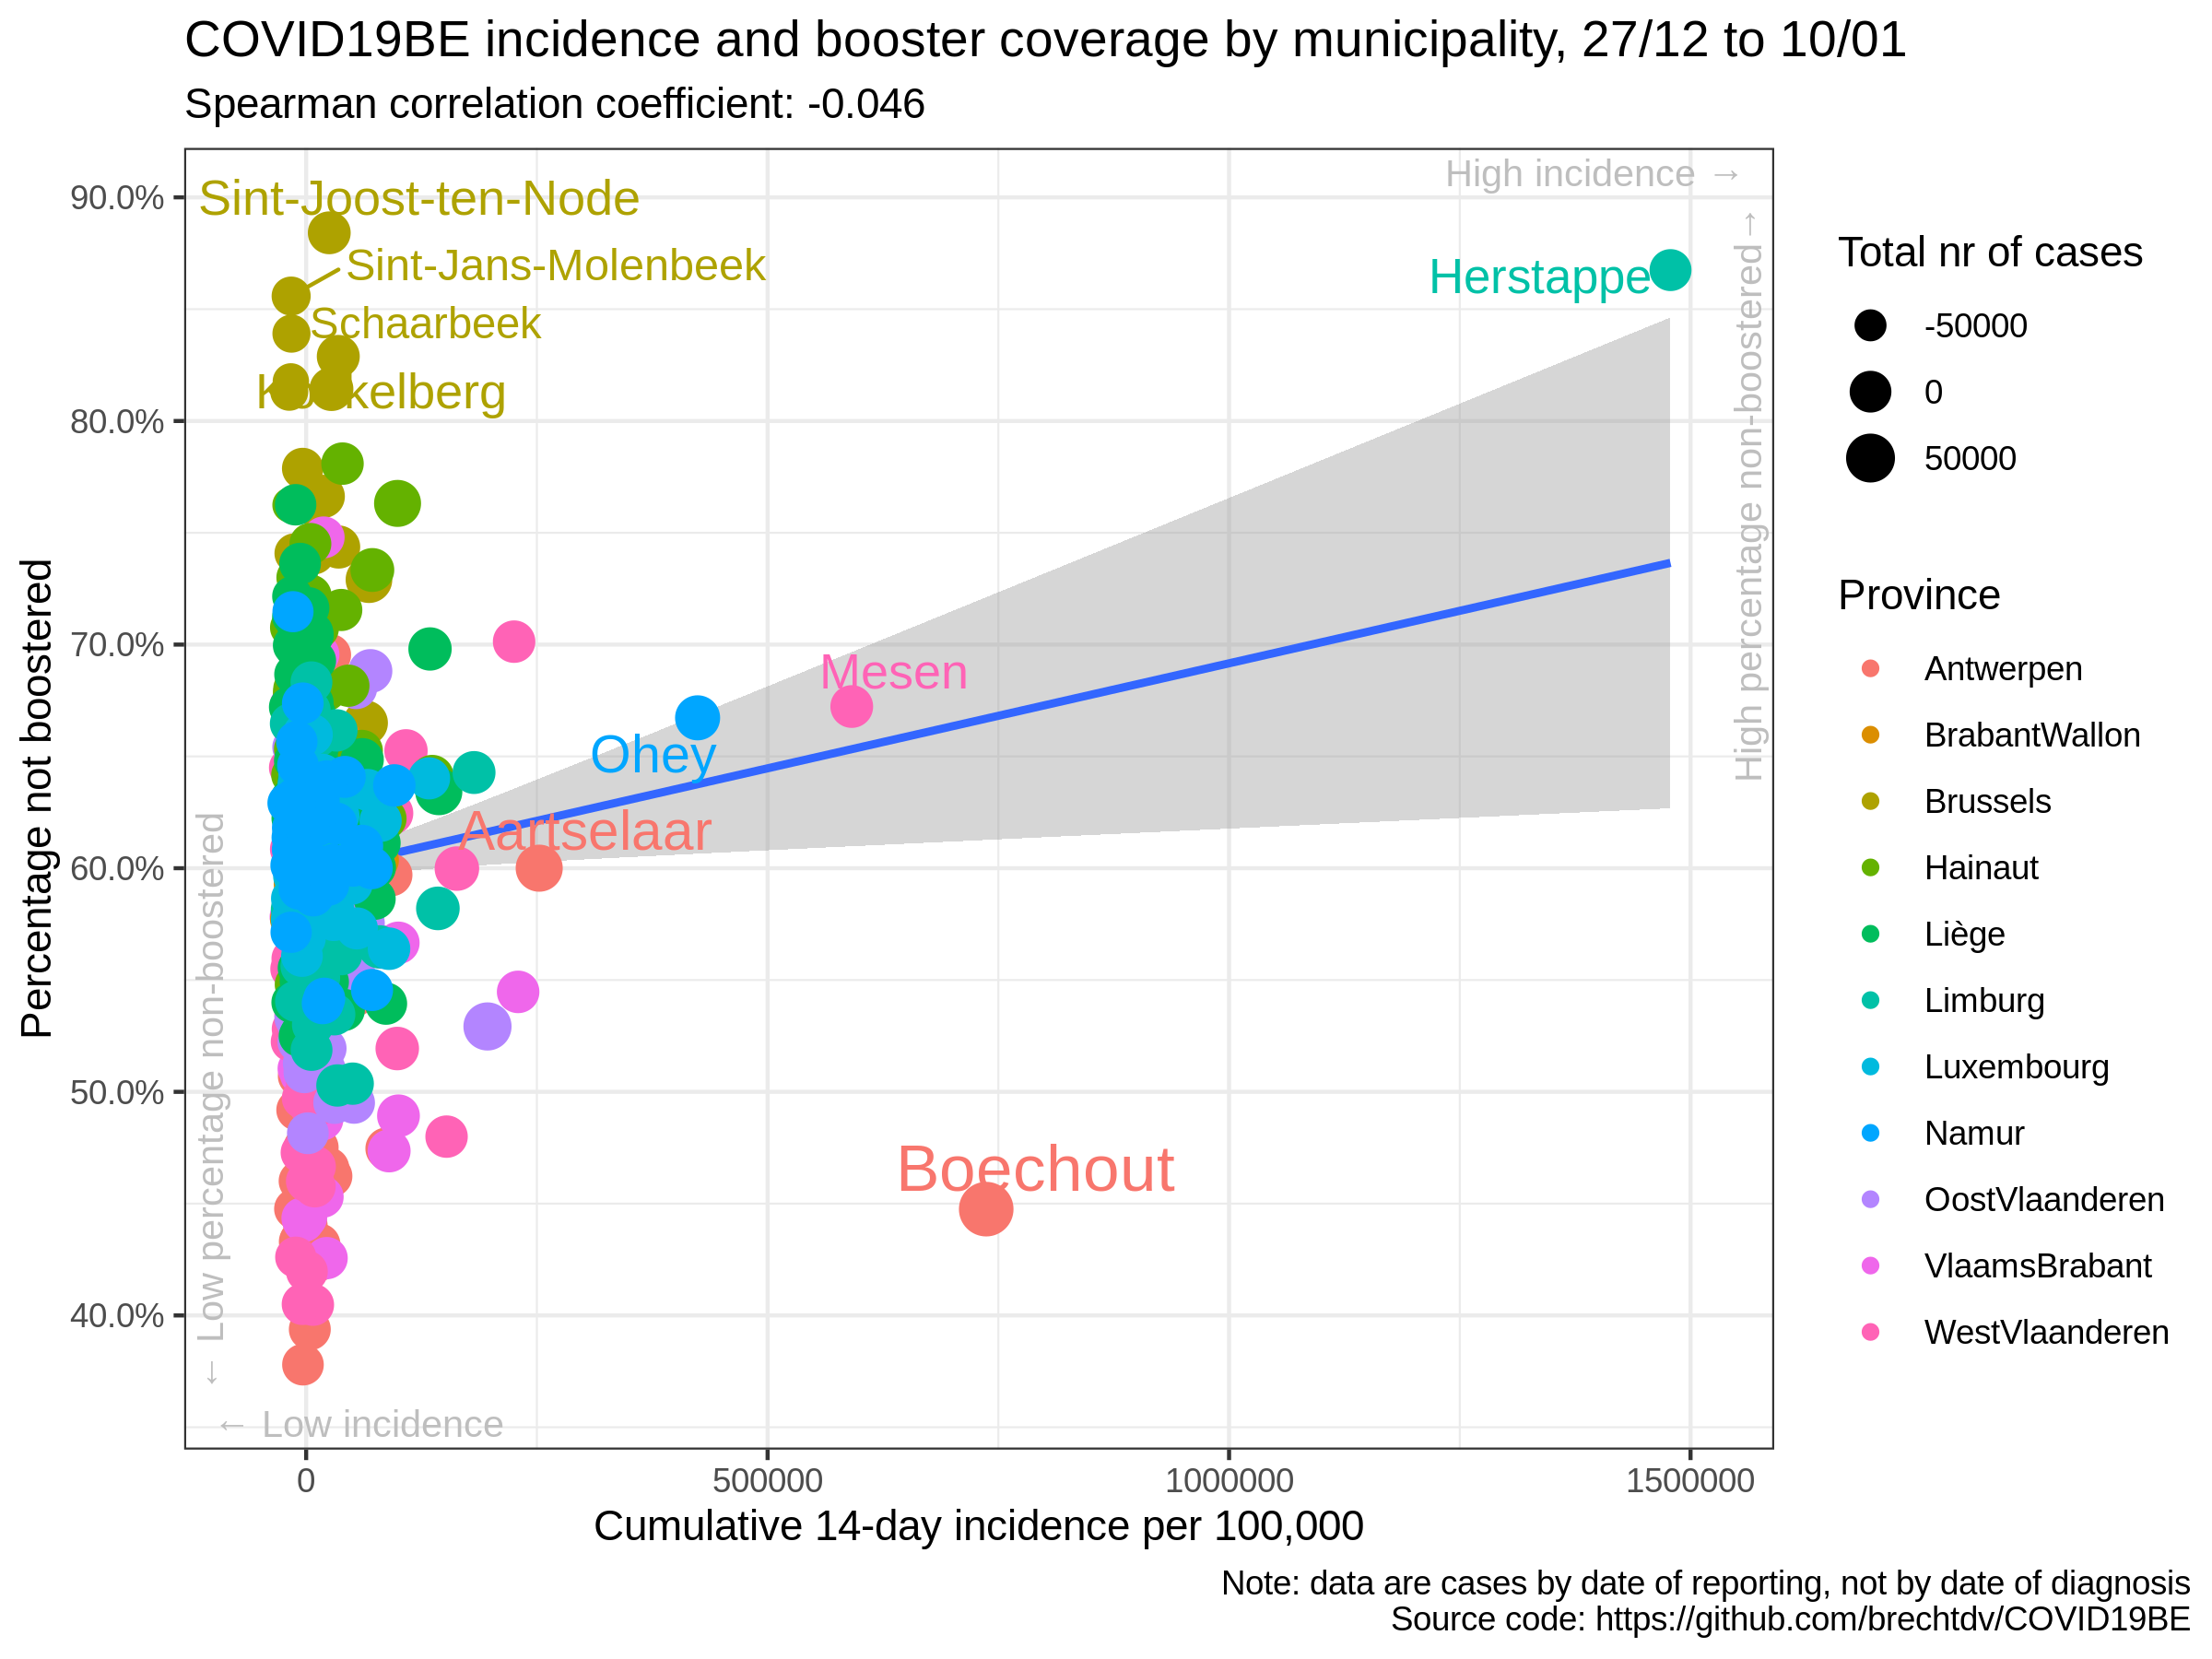 COVID19BE incidence and booster coverage by municipality, 27/12 to 10/01
Spearman correlation coefficient: -0.046
High incidence →
High percentage non-boostered →
← Low percentage non-boostered
← Low incidence
Percentage not boostered
90.0%
80.0%
70.0%
60.0%
50.0%
40.0%
Sint-Joost-ten-Node
Sint-Jans-Molenbeek
Schaarbeek
Herstappe
Mesen
Ohey
Aartselaar
Boechout
0
500000
1000000
1500000
Cumulative 14-day incidence per 100,000
Total nr of cases
-50000
0
50000
Province
Antwerpen
BrabantWallon
Brussels
Hainaut
Liège
Limburg
Luxembourg
Namur
OostVlaanderen
VlaamsBrabant
WestVlaanderen
Note: data are cases by date of reporting, not by date of diagnosis
Source code: https://github.com/brechtdv/COVID19BE